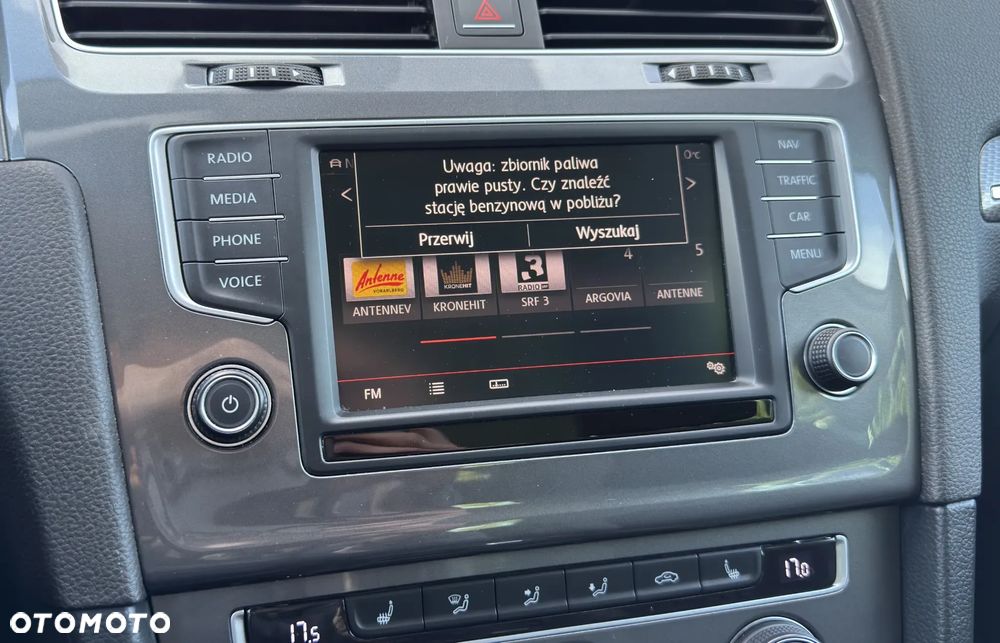 RADIO
MEDIA
PHONE
VOICE
NAV
TRAFFIC
CAR
MENU
Uwaga: zbiornik paliwa
prawie pusty. Czy znaleźć
stację benzynową w pobliżu?
Przerwij
Wyszukaj
0°C
4
5
Antenne
VORARLBERG
KRONEHIT
3
RADIO SRF
ANTENNEV
KRONEHIT
SRF 3
ARGOVIA
ANTENNE
FM
17.5
17.0
OTOMOTO